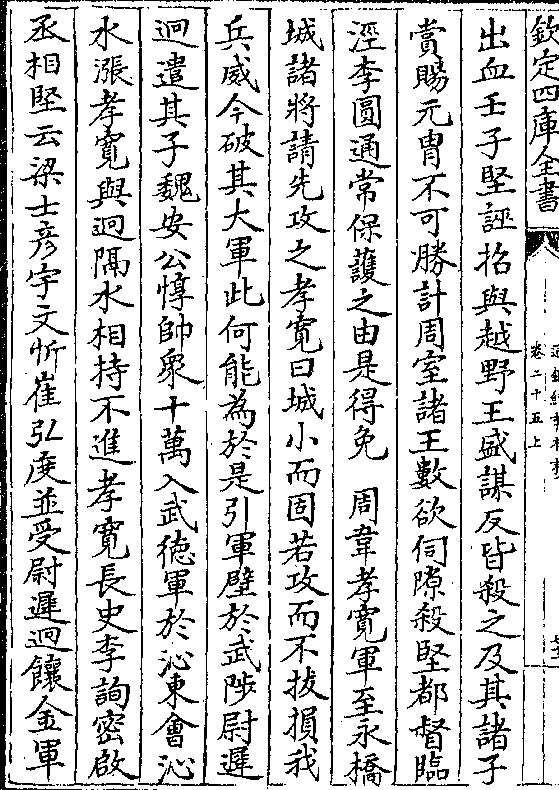 欽定四庫全書
卷二十五上
出血壬子堅誣招與越野王盛謀反皆殺之及其諸子
賞賜元胄不可勝計周室諸王數欲伺隙殺堅都督臨
涇李圓通常保護之由是得免　周韋孝寛軍至永橋
城諸將請先攻之孝寛曰城小而固若攻而不拔損我
兵威今破其大軍此何能為於是引軍壁於武陟尉遲
迥遣其子魏安公惇帥衆十萬入武徳軍於沁東會沁
水漲孝寛與迥隔水相持不進孝寛長史李詢密啟
丞相堅云梁士彦宇文忻崔弘度並受尉遲迥饟金軍